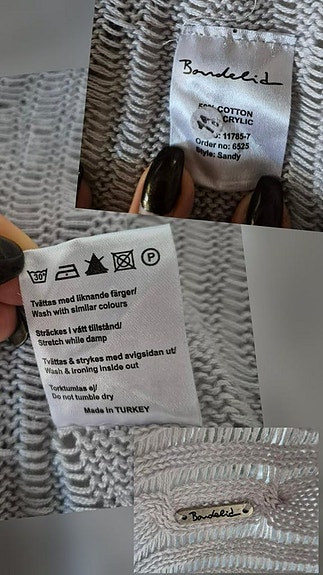 Bondelid
50% COTTON
CRYLIC
: 11785-7
Order no: 6525
Style: Sandy
30°
P
Tvättas med liknande färger/
Wash with similar colours
Sträckes i vått tillstånd/
Stretch while damp
Tvättas & strykes med avigsidan ut/
Wash & ironing inside out
Torktumlas ej/
Do not tumble dry
Made in TURKEY
Bondelid